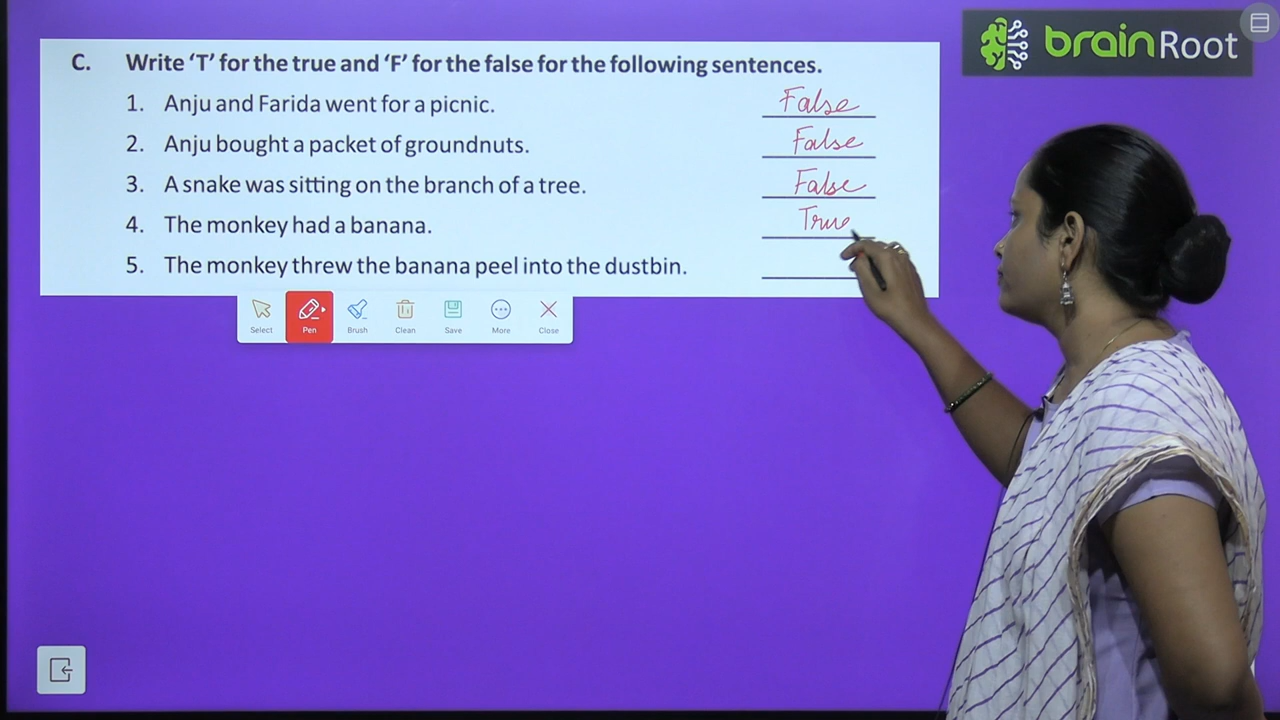 brainRoot
C. Write ‘T’ for the true and ‘F’ for the false for the following sentences.
1. Anju and Farida went for a picnic. False
2. Anju bought a packet of groundnuts. False
3. A snake was sitting on the branch of a tree. False
4. The monkey had a banana. True
5. The monkey threw the banana peel into the dustbin.
Select Pen Brush Clean Save More Close